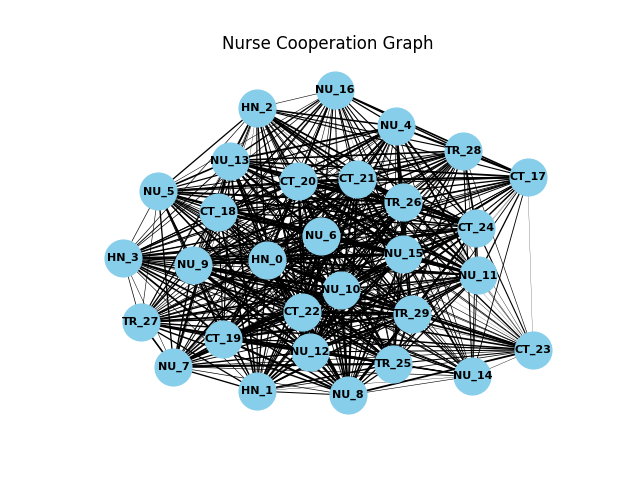 Nurse Cooperation Graph
NU_16
HN_2
NU_4
TR_28
NU_13
CT_21
CT_17
CT_20
NU_5
TR_26
CT_18
CT_24
NU_6
NU_15
HN_3
HN_0
NU_9
NU_11
NU_10
CT_22
TR_29
TR_27
CT_19
CT_23
NU_12
TR_25
NU_7
NU_14
HN_1
NU_8